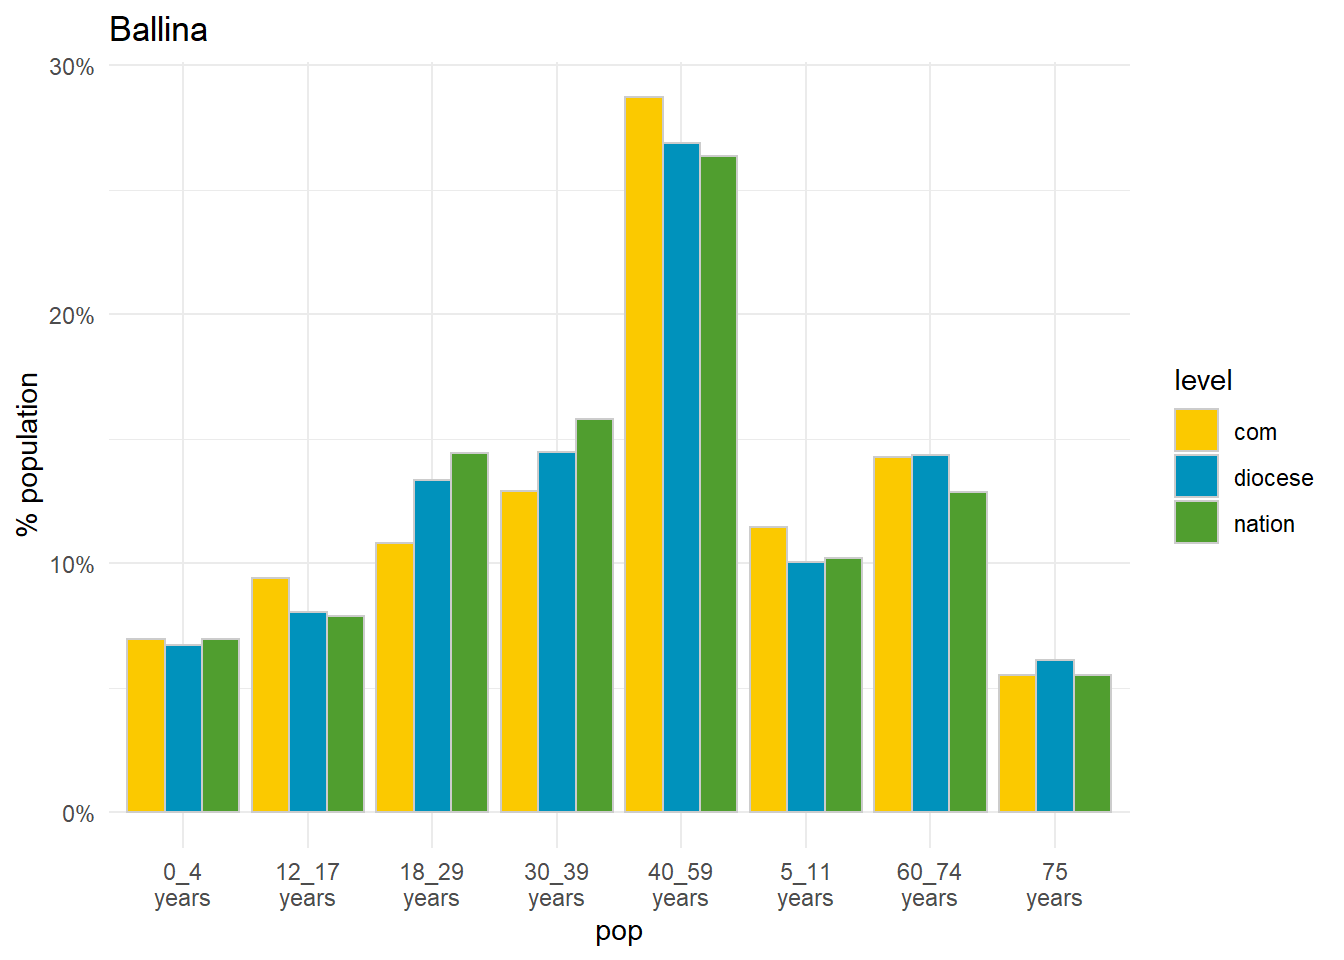 Ballina
30%
20%
10%
0%
% population
0_4
years
12_17
years
18_29
years
30_39
years
40_59
years
5_11
years
60_74
years
75
years
pop
level
com
diocese
nation